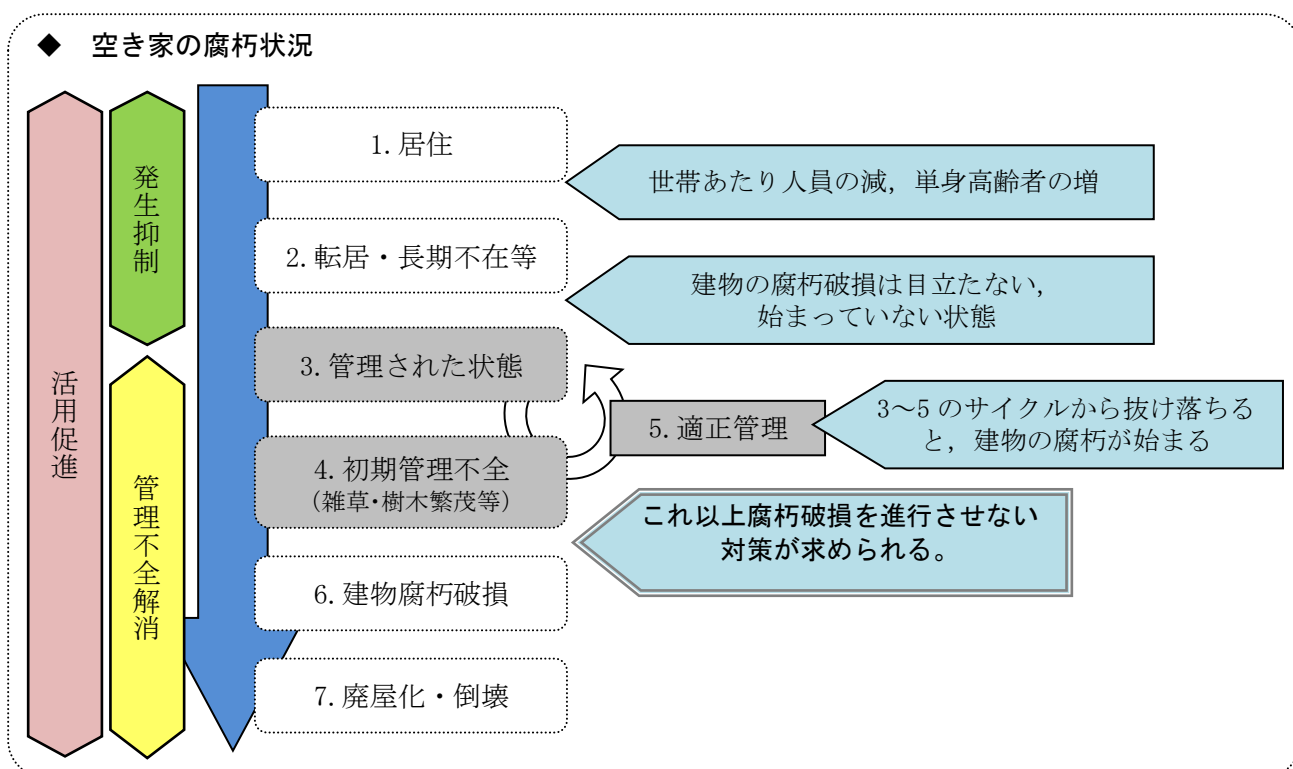 ◆ 空き家の腐朽状況
活用促進
発生抑制
管理不全解消
1.居住
世帯あたり人員の減，単身高齢者の増
2.転居・長期不在等
建物の腐朽破損は目立たない，
始まっていない状態
3.管理された状態
5.適正管理
3～5のサイクルから抜け落ちる
と，建物の腐朽が始まる
4.初期管理不全
(雑草・樹木繁茂等)
これ以上腐朽破損を進行させない
対策が求められる。
6.建物腐朽破損
7.廃屋化・倒壊